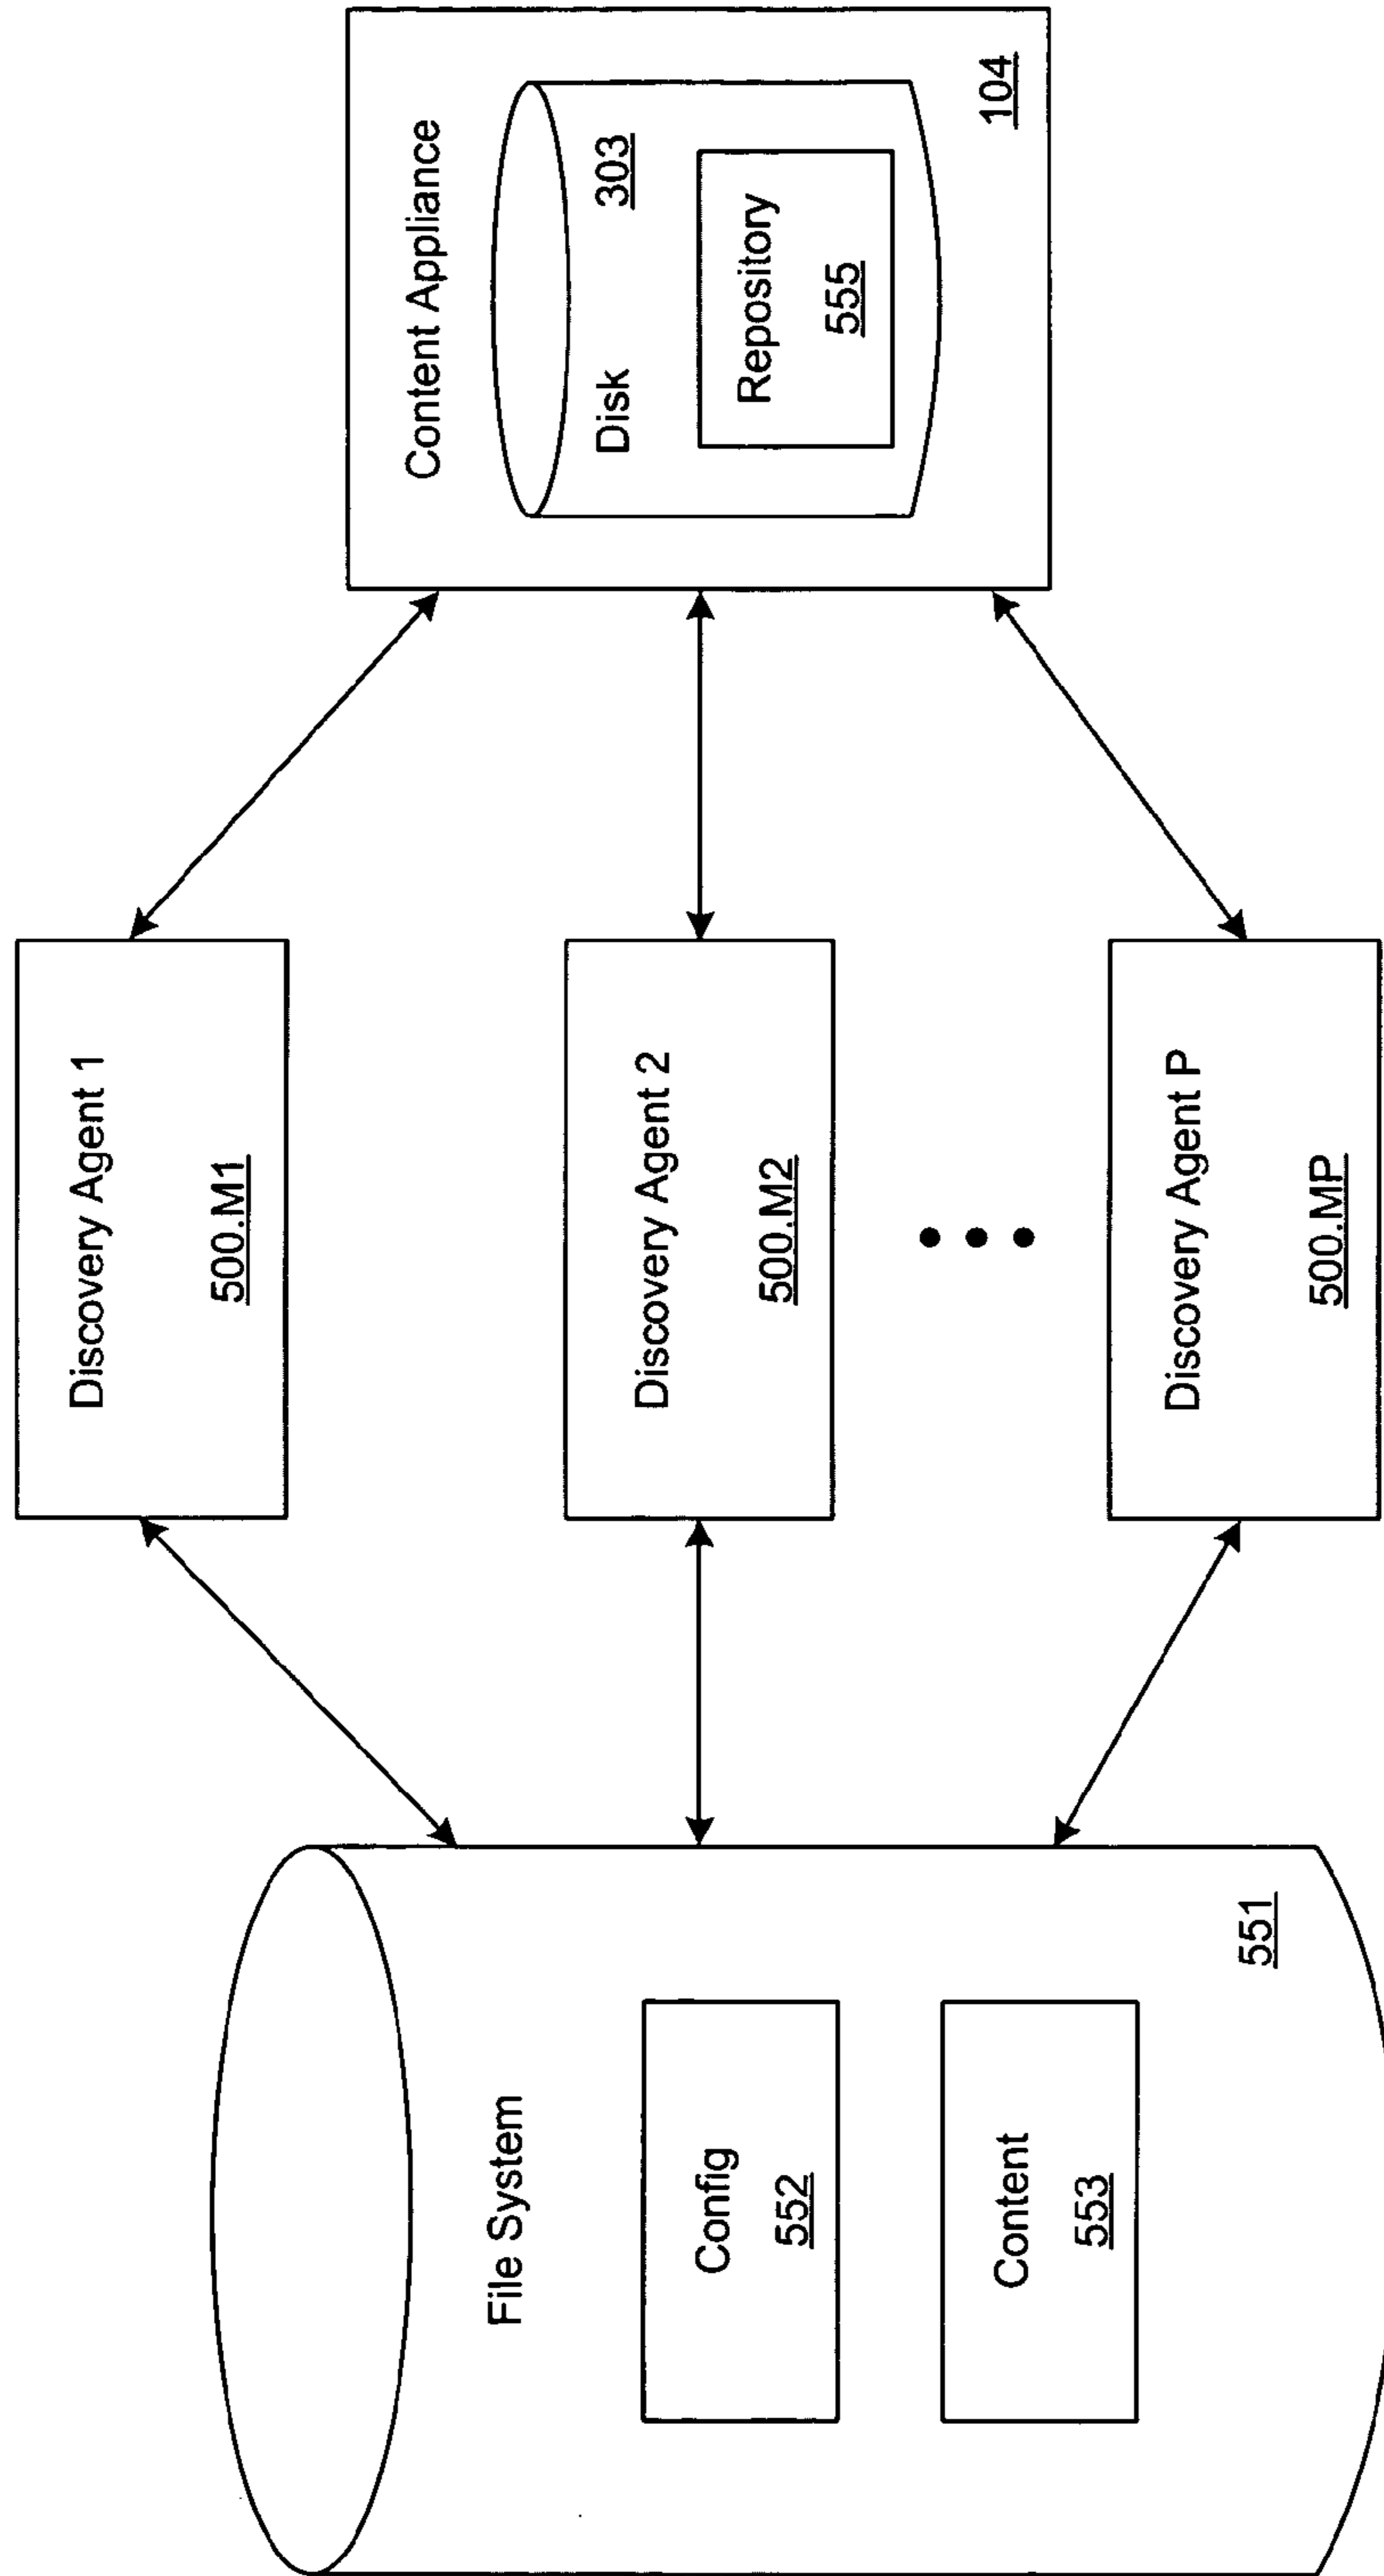 File System
Config
552
Content
553
551
Discovery Agent 1
500.M1
Discovery Agent 2
500.M2
Discovery Agent P
500.MP
Content Appliance
Disk
303
Repository
555
104